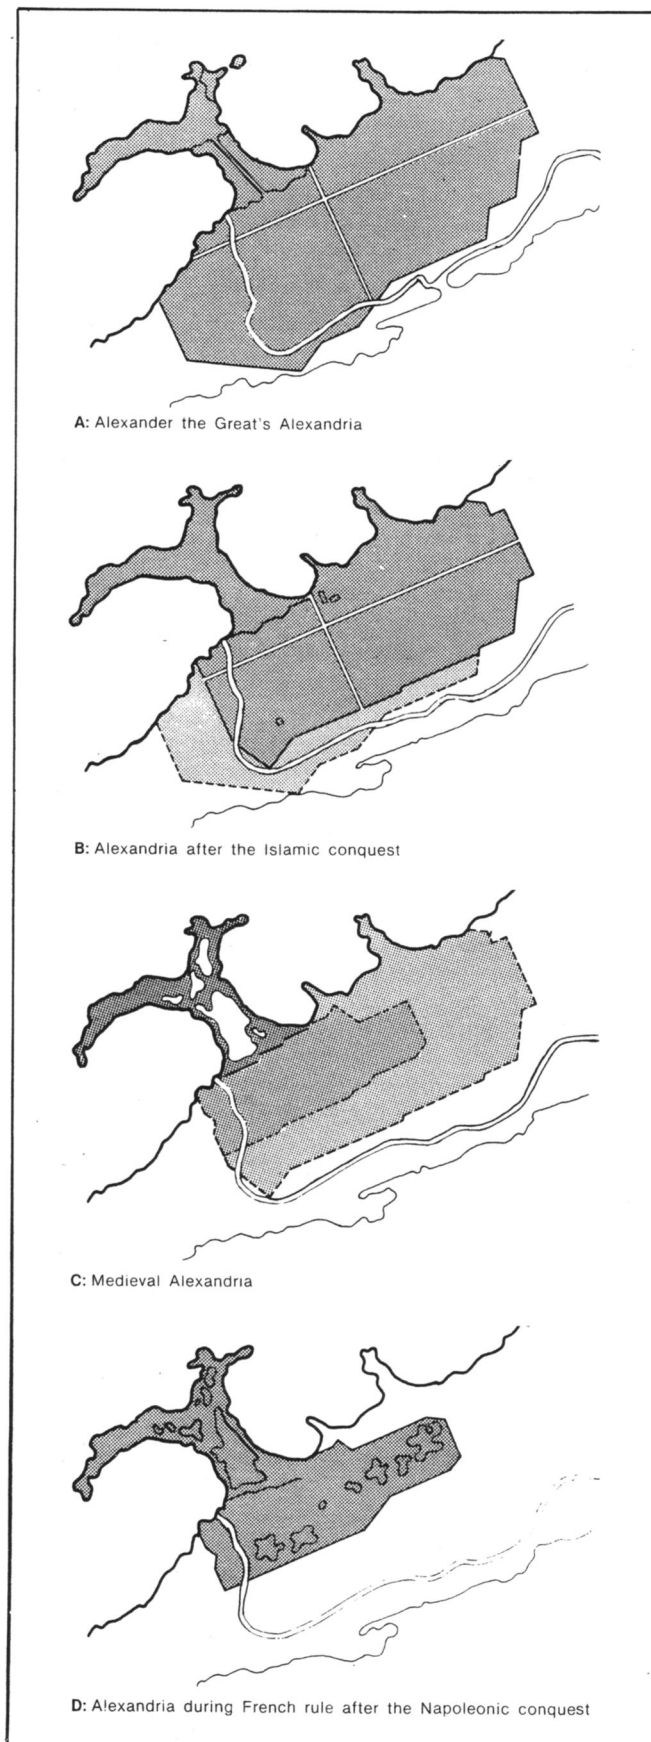 A: Alexander the Great's Alexandria
B: Alexandria after the Islamic conquest
C: Medieval Alexandria
D: Alexandria during French rule after the Napoleonic conquest